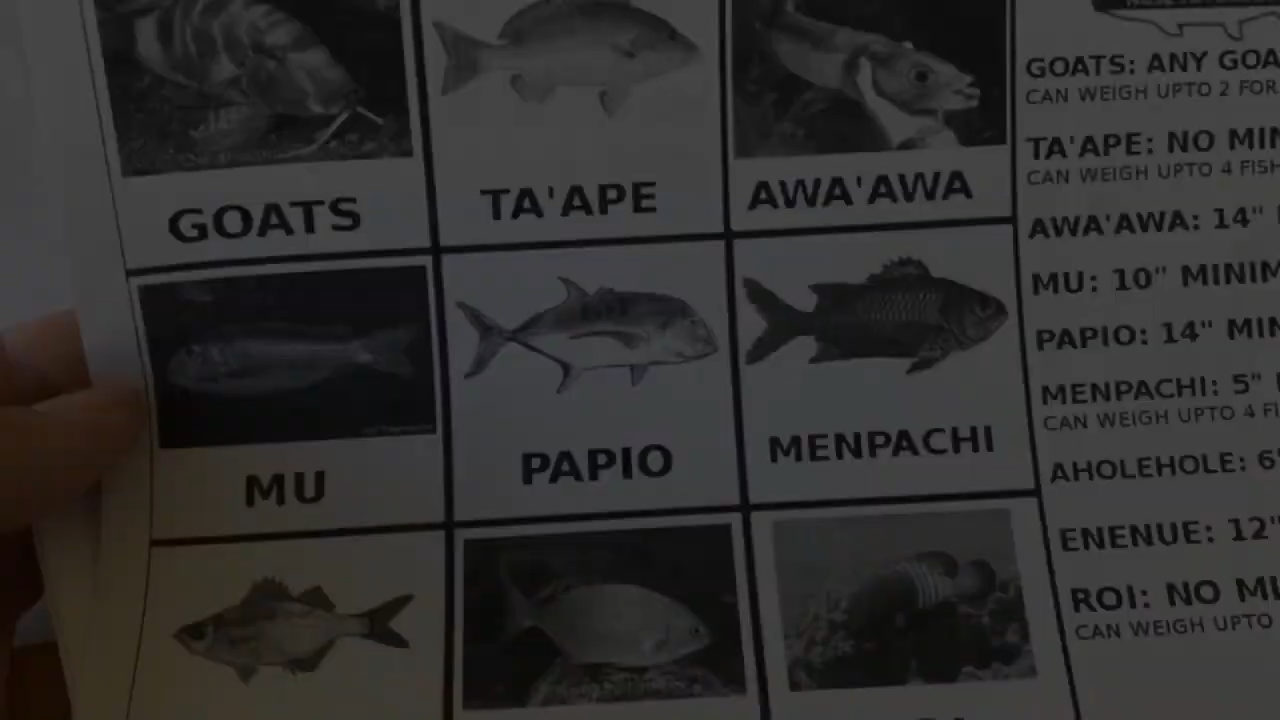 GOATS
TA'APE
AWA'AWA
MU
PAPIO
MENPACHI
GOATS: ANY
CAN WEIGH UPTO 2 FOR
TA'APE: NO
CAN WEIGH UPTO 4 FISH
AWA'AWA: 14"
MU: 10"
PAPIO: 14"
MENPACHI: 5"
CAN WEIGH UPTO 4
AHOLEHOLE:
ENENUE: 12"
ROI: NO
CAN WEIGH UPTO